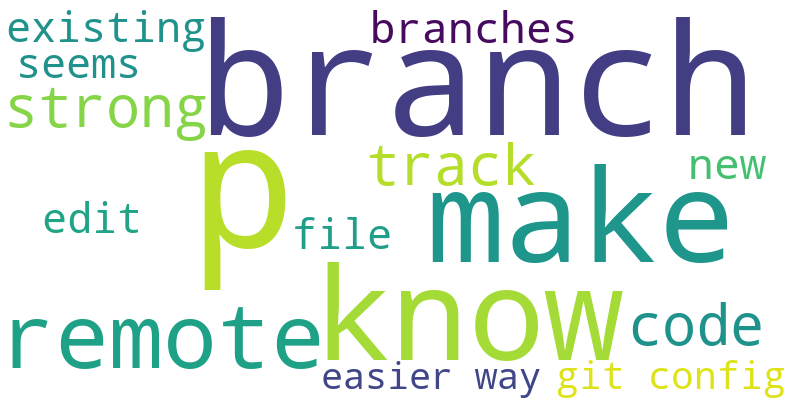 existing
branches
seems
branch
strong
p
track
new
make
edit
file
know
remote
code
easier way
git config